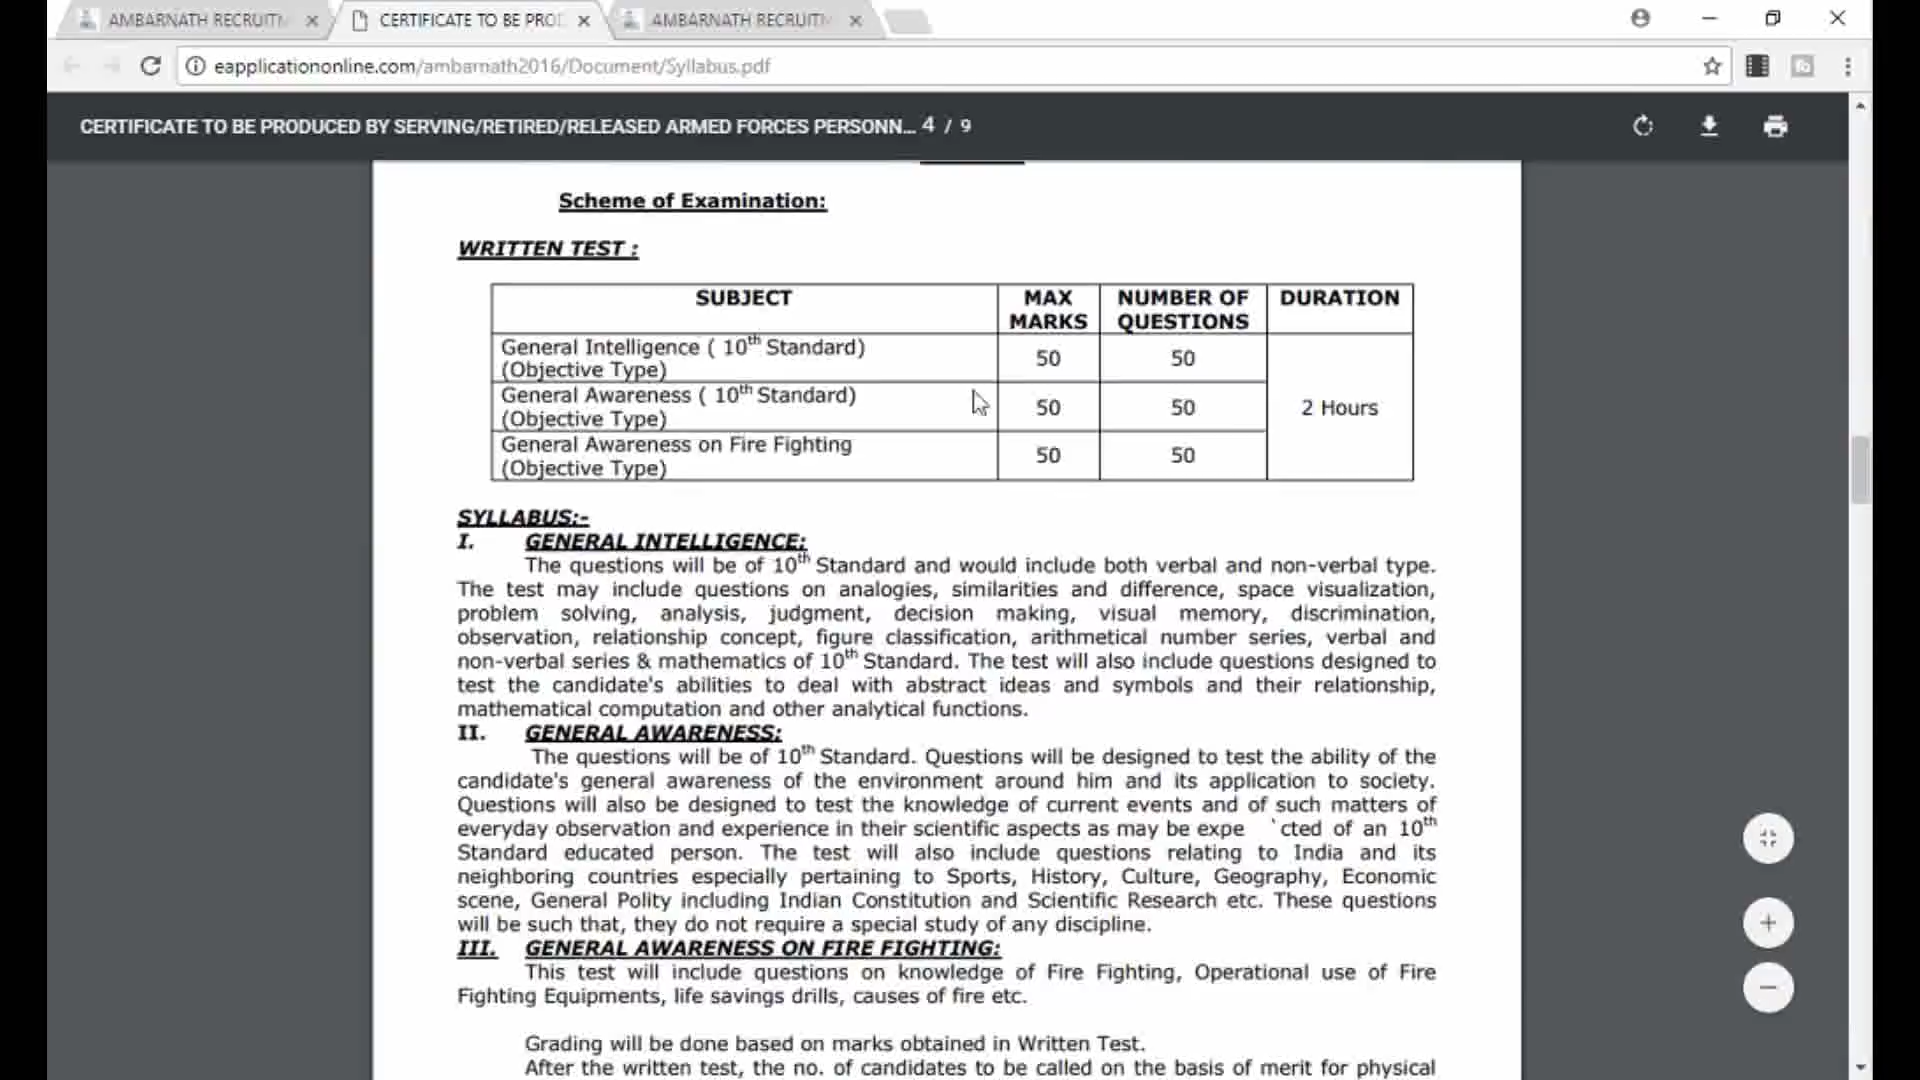 AMBARNATH RECRUITM
CERTIFICATE TO BE PROD
AMBARNATH RECRUITM
eapplicationonline.com/ambarnath2016/Document/Syllabus.pdf
CERTIFICATE TO BE PRODUCED BY SERVING/RETIRED/RELEASED ARMED FORCES PERSONN... 4 / 9
Scheme of Examination:
WRITTEN TEST :
SUBJECT MAX MARKS NUMBER OF QUESTIONS DURATION
General Intelligence ( 10th Standard)
(Objective Type) 50 50
General Awareness ( 10th Standard)
(Objective Type) 50 50 2 Hours
General Awareness on Fire Fighting
(Objective Type) 50 50
SYLLABUS:-
I. GENERAL INTELLIGENCE:
The questions will be of 10th Standard and would include both verbal and non-verbal type.
The test may include questions on analogies, similarities and difference, space visualization,
problem solving, analysis, judgment, decision making, visual memory, discrimination,
observation, relationship concept, figure classification, arithmetical number series, verbal and
non-verbal series & mathematics of 10th Standard. The test will also include questions designed to
test the candidate's abilities to deal with abstract ideas and symbols and their relationship,
mathematical computation and other analytical functions.
II. GENERAL AWARENESS:
The questions will be of 10th Standard. Questions will be designed to test the ability of the
candidate's general awareness of the environment around him and its application to society.
Questions will also be designed to test the knowledge of current events and of such matters of
everyday observation and experience in their scientific aspects as may be expe `cted of an 10th
Standard educated person. The test will also include questions relating to India and its
neighboring countries especially pertaining to Sports, History, Culture, Geography, Economic
scene, General Polity including Indian Constitution and Scientific Research etc. These questions
will be such that, they do not require a special study of any discipline.
III. GENERAL AWARENESS ON FIRE FIGHTING:
This test will include questions on knowledge of Fire Fighting, Operational use of Fire
Fighting Equipments, life savings drills, causes of fire etc.
Grading will be done based on marks obtained in Written Test.
After the written test, the no. of candidates to be called on the basis of merit for physical